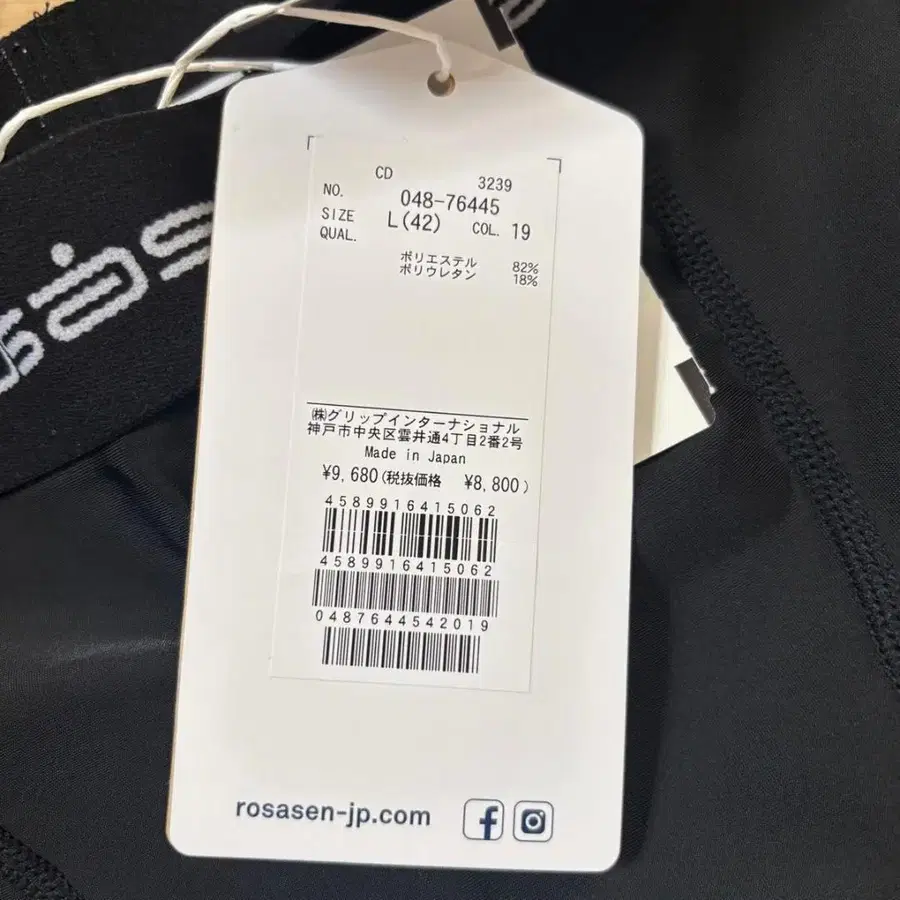 CD 3239
NO. 048-76445
SIZE L(42) COL. 19
QUAL.
ポリエステル 82%
ポリウレタン 18%
㈱グリップインターナショナル
神戸市中央区雲井通4丁目2番2号
Made in Japan
¥9,680(税抜価格 ¥8,800)
4589916415062
4589916415062
0487644542019
rosasen-jp.com